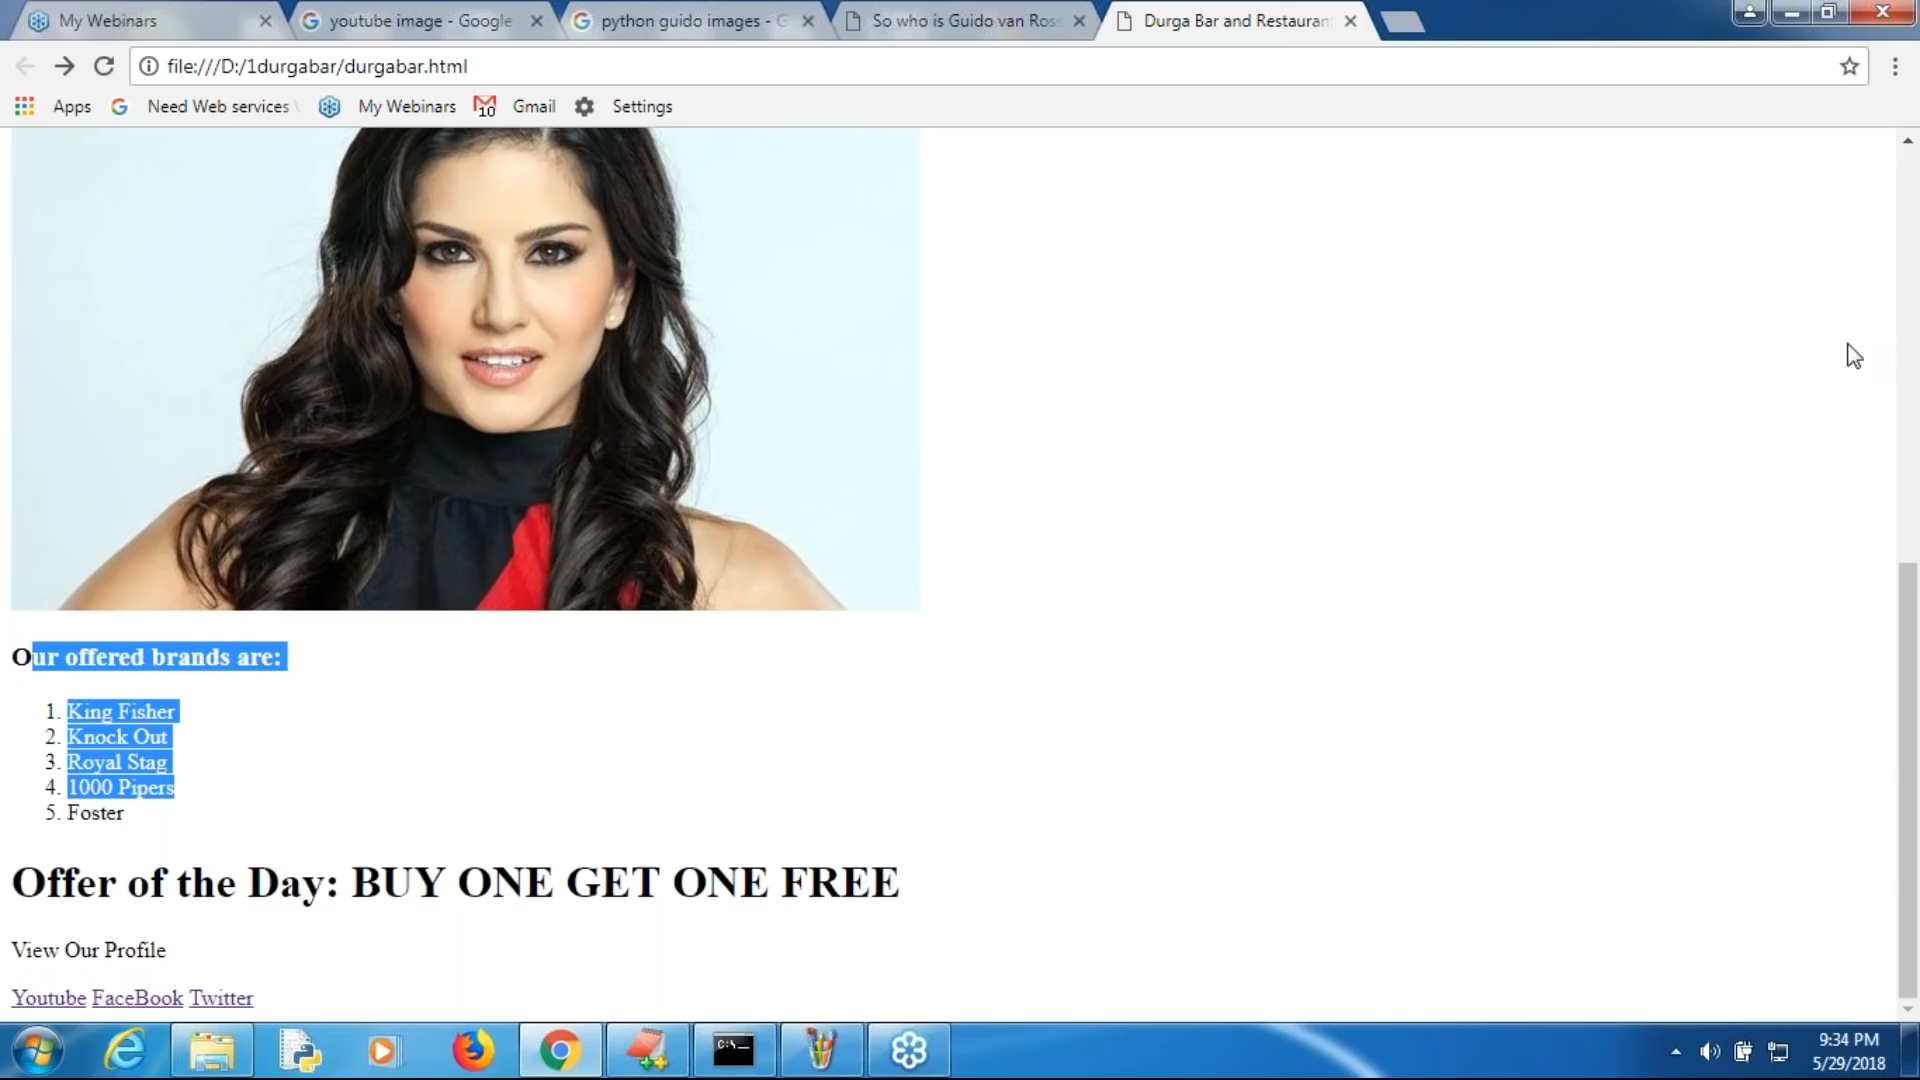 My Webinars
youtube image - Google
python guido images - G
So who is Guido van Ross
Durga Bar and Restauran
file:///D:/1durgabar/durgabar.html
Apps
Need Web services
My Webinars
10
Gmail
Settings
Our offered brands are:
1. King Fisher
2. Knock Out
3. Royal Stag
4. 1000 Pipers
5. Foster
Offer of the Day: BUY ONE GET ONE FREE
View Our Profile
Youtube FaceBook Twitter
C:\_
9:34 PM
5/29/2018